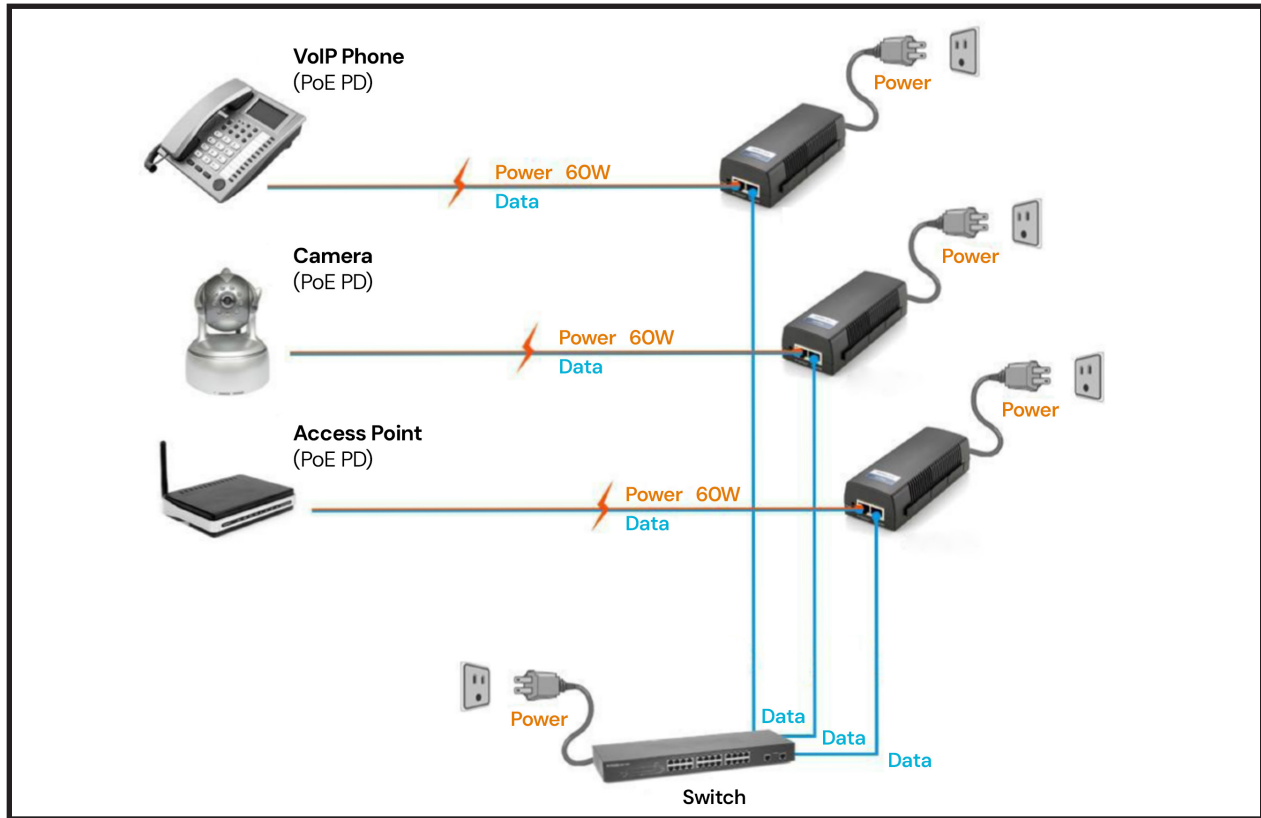 VoIP Phone
(PoE PD)
Power
Power 60W
Data
Camera
(PoE PD)
Power
Power 60W
Data
Access Point
(PoE PD)
Power
Power 60W
Data
Power
Data
Data
Data
Switch